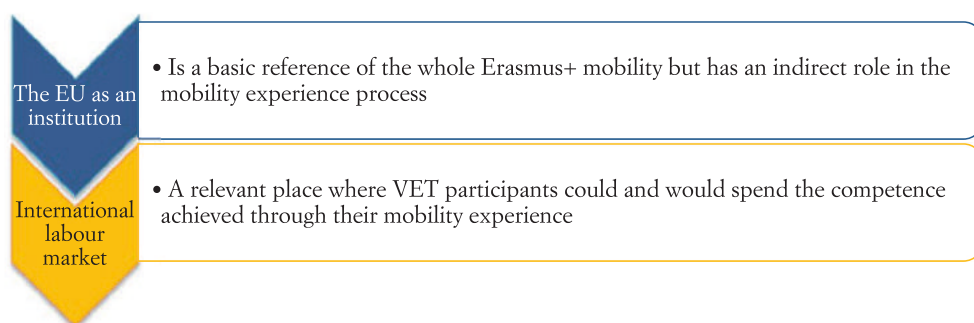 The EU as an
institution
• Is a basic reference of the whole Erasmus+ mobility but has an indirect role in the
mobility experience process
International
labour
market
• A relevant place where VET participants could and would spend the competence
achieved through their mobility experience